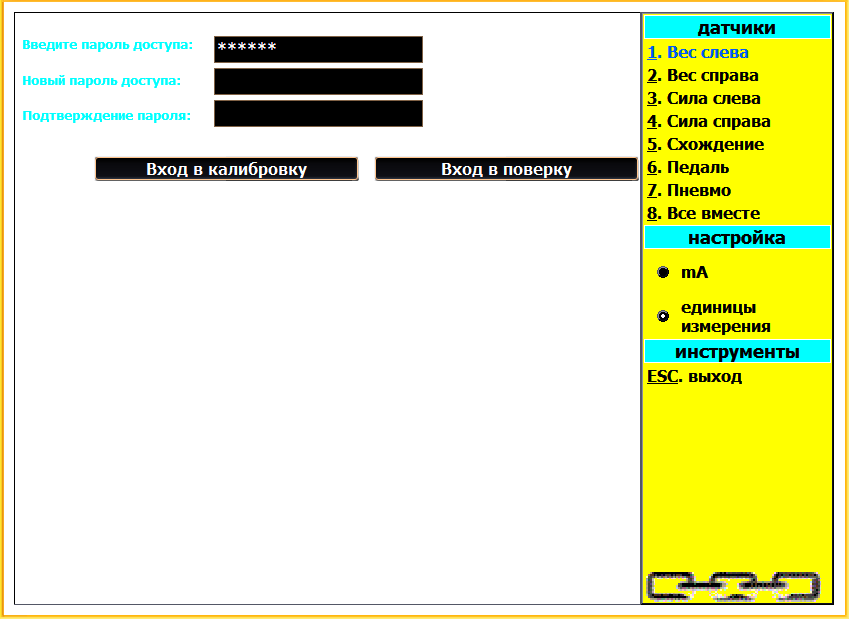 Введите пароль доступа:
******
Новый пароль доступа:
Подтверждение пароля:
Вход в калибровку
Вход в поверку
датчики
1. Вес слева
2. Вес справа
3. Сила слева
4. Сила справа
5. Схождение
6. Педаль
7. Пневмо
8. Все вместе
настройка
mA
единицы
измерения
инструменты
ESC. выход